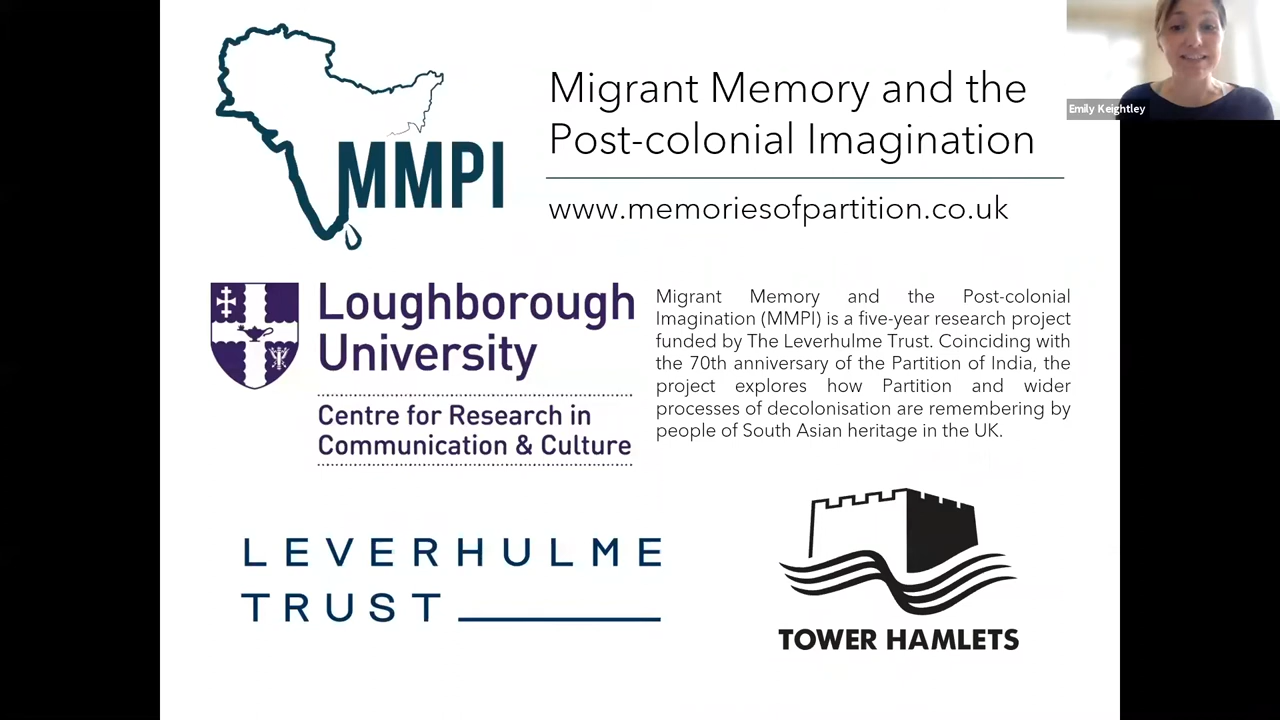 Emily Keightley
MMPI
Migrant Memory and the
Post-colonial Imagination
www.memoriesofpartition.co.uk
Loughborough
University
Centre for Research in
Communication & Culture
Migrant Memory and the Post-colonial
Imagination (MMPI) is a five-year research project
funded by The Leverhulme Trust. Coinciding with
the 70th anniversary of the Partition of India, the
project explores how Partition and wider
processes of decolonisation are remembering by
people of South Asian heritage in the UK.
LEVERHULME
TRUST
TOWER HAMLETS